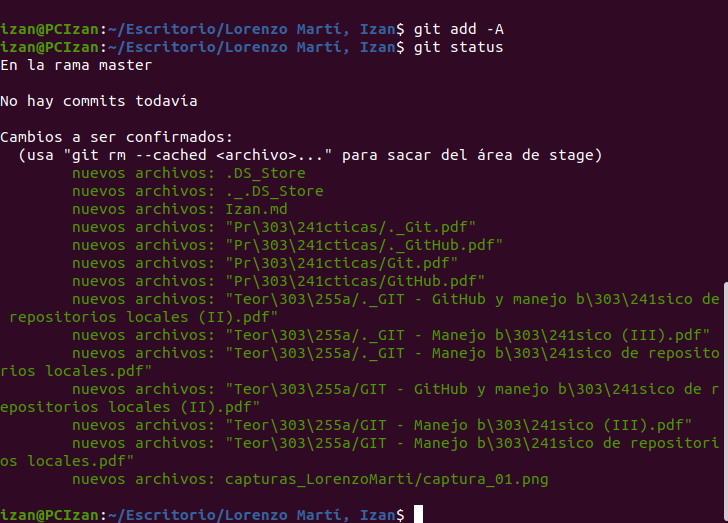 izan@PCIzan:~/Escritorio/Lorenzo Martí, Izan$ git add -A
izan@PCIzan:~/Escritorio/Lorenzo Martí, Izan$ git status
En la rama master

No hay commits todavía

Cambios a ser confirmados:
  (usa "git rm --cached <archivo>..." para sacar del área de stage)
        nuevos archivos: .DS_Store
        nuevos archivos: ._.DS_Store
        nuevos archivos: Izan.md
        nuevos archivos: "Pr\303\241cticas/._Git.pdf"
        nuevos archivos: "Pr\303\241cticas/._GitHub.pdf"
        nuevos archivos: "Pr\303\241cticas/Git.pdf"
        nuevos archivos: "Pr\303\241cticas/GitHub.pdf"
        nuevos archivos: "Teor\303\255a/._GIT - GitHub y manejo b\303\241sico de
 repositorios locales (II).pdf"
        nuevos archivos: "Teor\303\255a/._GIT - Manejo b\303\241sico (III).pdf"
        nuevos archivos: "Teor\303\255a/._GIT - Manejo b\303\241sico de reposito
rios locales.pdf"
        nuevos archivos: "Teor\303\255a/GIT - GitHub y manejo b\303\241sico de r
epositorios locales (II).pdf"
        nuevos archivos: "Teor\303\255a/GIT - Manejo b\303\241sico (III).pdf"
        nuevos archivos: "Teor\303\255a/GIT - Manejo b\303\241sico de repositori
os locales.pdf"
        nuevos archivos: capturas_LorenzoMarti/captura_01.png

izan@PCIzan:~/Escritorio/Lorenzo Martí, Izan$